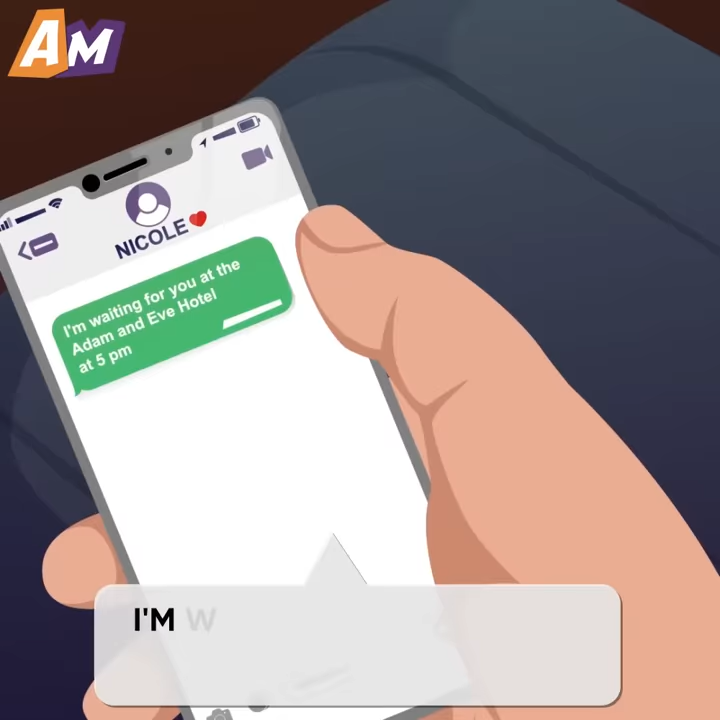 AM
NICOLE
I'm waiting for you at the
Adam and Eve Hotel
at 5 pm
I'M W